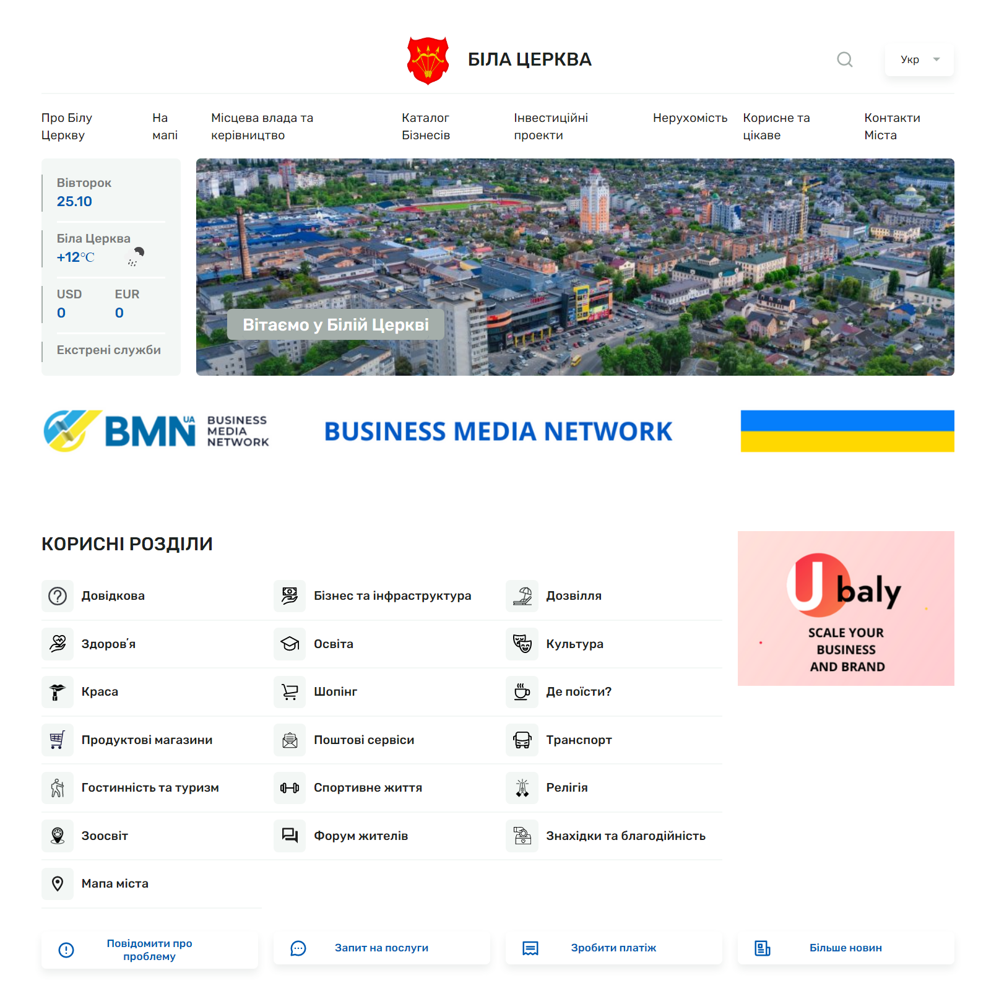 БІЛА ЦЕРКВА
Укр
Про Білу
Церкву
На
мапі
Місцева влада та
керівництво
Каталог
Бізнесів
Інвестиційні
проекти
Нерухомість
Корисне та
цікаве
Контакти
Міста
Вівторок
25.10
Біла Церква
+12°C
USD
0
EUR
0
Екстрені служби
Вітаємо у Білій Церкві
BMN UA
BUSINESS
MEDIA
NETWORK
BUSINESS MEDIA NETWORK
КОРИСНІ РОЗДІЛИ
Довідкова
Бізнес та інфраструктура
Дозвілля
Здоров’я
Освіта
Культура
Краса
Шопінг
Де поїсти?
Продуктові магазини
Поштові сервіси
Транспорт
Гостинність та туризм
Спортивне життя
Релігія
Зоосвіт
Форум жителів
Знахідки та благодійність
Мапа міста
Ubaly
SCALE YOUR
BUSINESS
AND BRAND
Повідомити про
проблему
Запит на послуги
Зробити платіж
Більше новин